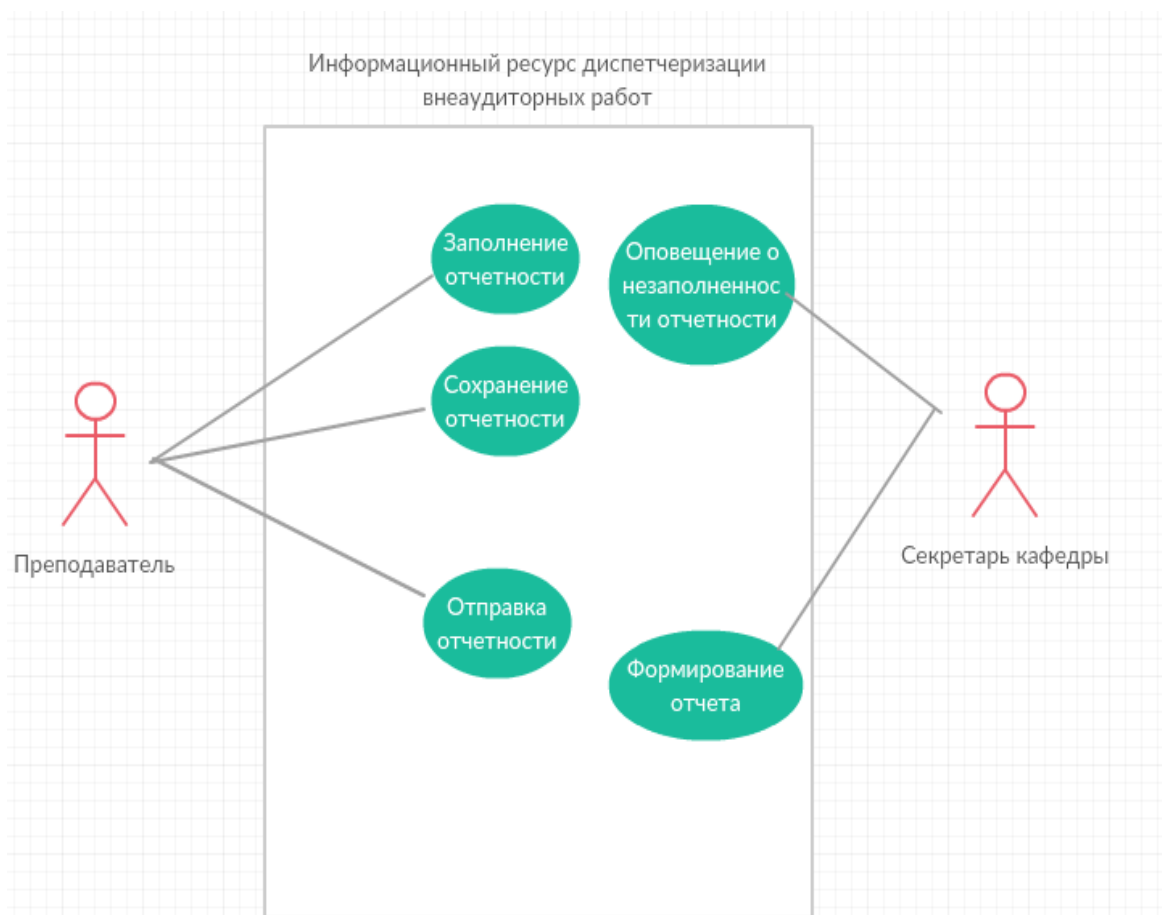 Информационный ресурс диспетчеризации
внеаудиторных работ
Заполнение
отчетности
Оповещение о
незаполненнос
ти отчетности
Сохранение
отчетности
Преподаватель
Секретарь кафедры
Отправка
отчетности
Формирование
отчета